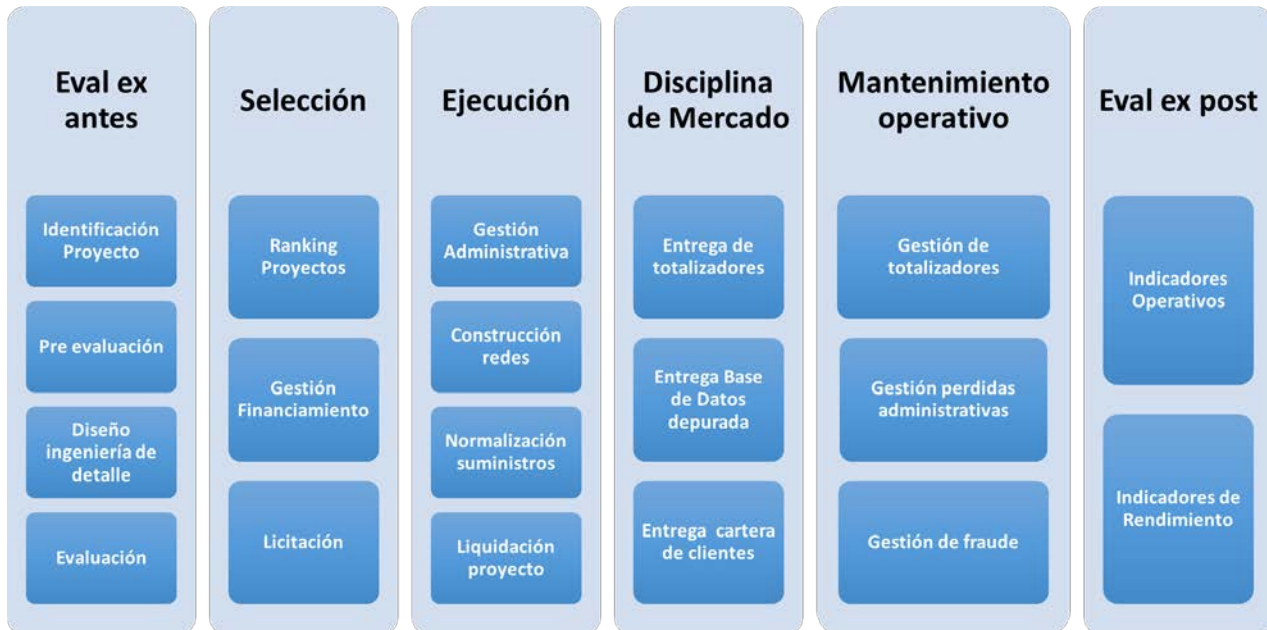 Eval ex
antes
Identificación
Proyecto
Pre evaluación
Diseño
ingeniería de
detalle
Evaluación
Selección
Ranking
Proyectos
Gestión
Financiamiento
Licitación
Ejecución
Gestión
Administrativa
Construcción
redes
Normalización
suministros
Liquidación
proyecto
Disciplina
de Mercado
Entrega de
totalizadores
Entrega Base
de Datos
depurada
Entrega cartera
de clientes
Mantenimiento
operativo
Gestión de
totalizadores
Gestión perdidas
administrativas
Gestión de fraude
Eval ex post
Indicadores
Operativos
Indicadores de
Rendimiento